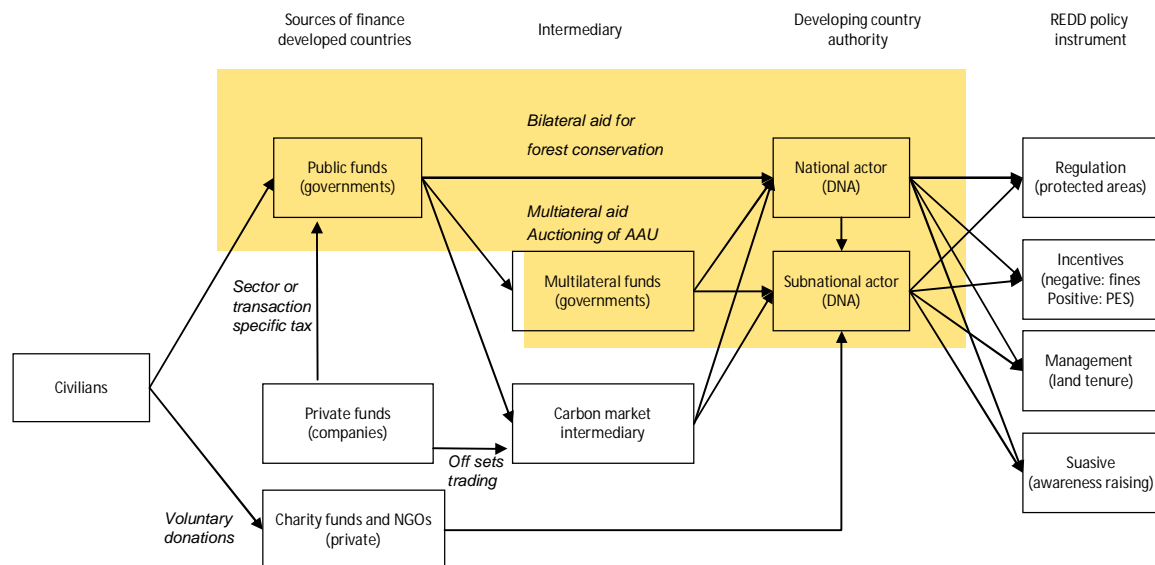 Sources of finance
developed countries
Intermediary
Developing country
authority
REDD policy
instrument
Bilateral aid for
forest conservation
Public funds
(governments)
National actor
(DNA)
Regulation
(protected areas)
Multiateral aid
Auctioning of AAU
Sector or
transaction
specific tax
Multilateral funds
(governments)
Subnational actor
(DNA)
Incentives
(negative: fines
Positive: PES)
Civilians
Private funds
(companies)
Carbon market
intermediary
Management
(land tenure)
Off sets
trading
Suasive
(awareness raising)
Voluntary
donations
Charity funds and NGOs
(private)